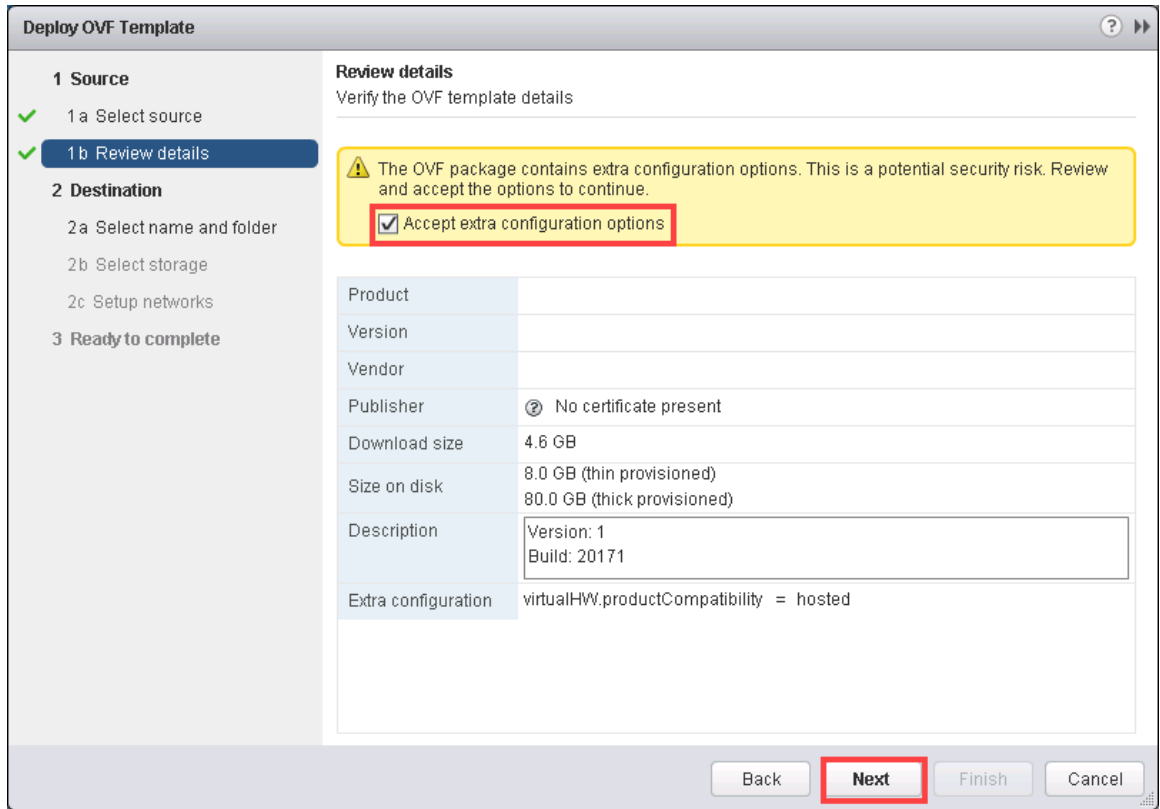 Deploy OVF Template
1 Source
1a Select source
1b Review details
2 Destination
2a Select name and folder
2b Select storage
2c Setup networks
3 Ready to complete
Review details
Verify the OVF template details
The OVF package contains extra configuration options. This is a potential security risk. Review
and accept the options to continue.
Accept extra configuration options
Product
Version
Vendor
Publisher ? No certificate present
Download size 4.6 GB
Size on disk 8.0 GB (thin provisioned)
80.0 GB (thick provisioned)
Description Version: 1
Build: 20171
Extra configuration virtualHW.productCompatibility = hosted
Back Next Finish Cancel